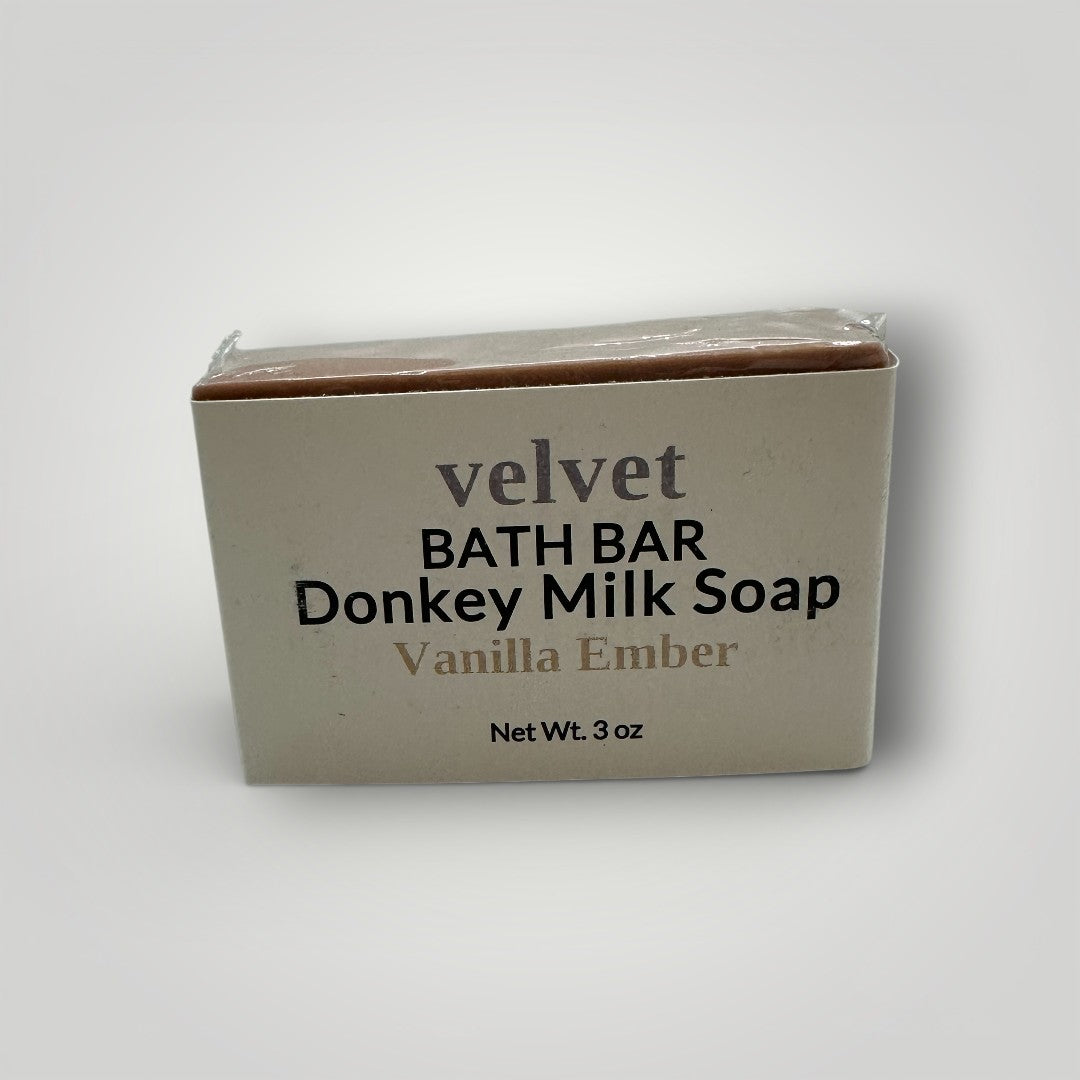 velvet
BATH BAR
Donkey Milk Soap
Vanilla Ember
Net Wt. 3 oz